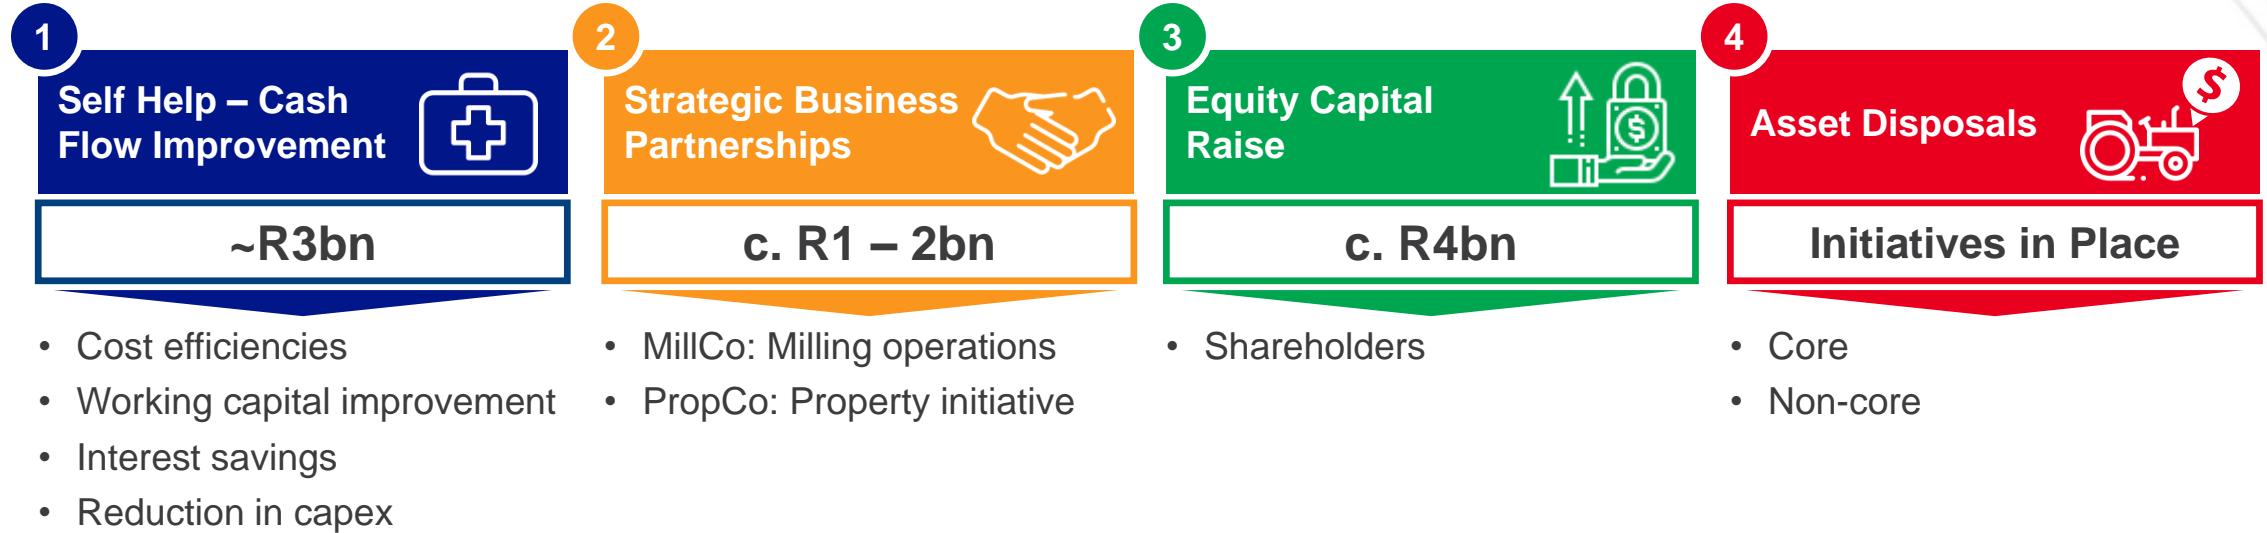 1
Self Help – Cash
Flow Improvement
~R3bn
• Cost efficiencies
• Working capital improvement
• Interest savings
• Reduction in capex
2
Strategic Business
Partnerships
c. R1 – 2bn
• MillCo: Milling operations
• PropCo: Property initiative
3
Equity Capital
Raise
$
c. R4bn
• Shareholders
4
Asset Disposals
$
Initiatives in Place
• Core
• Non-core